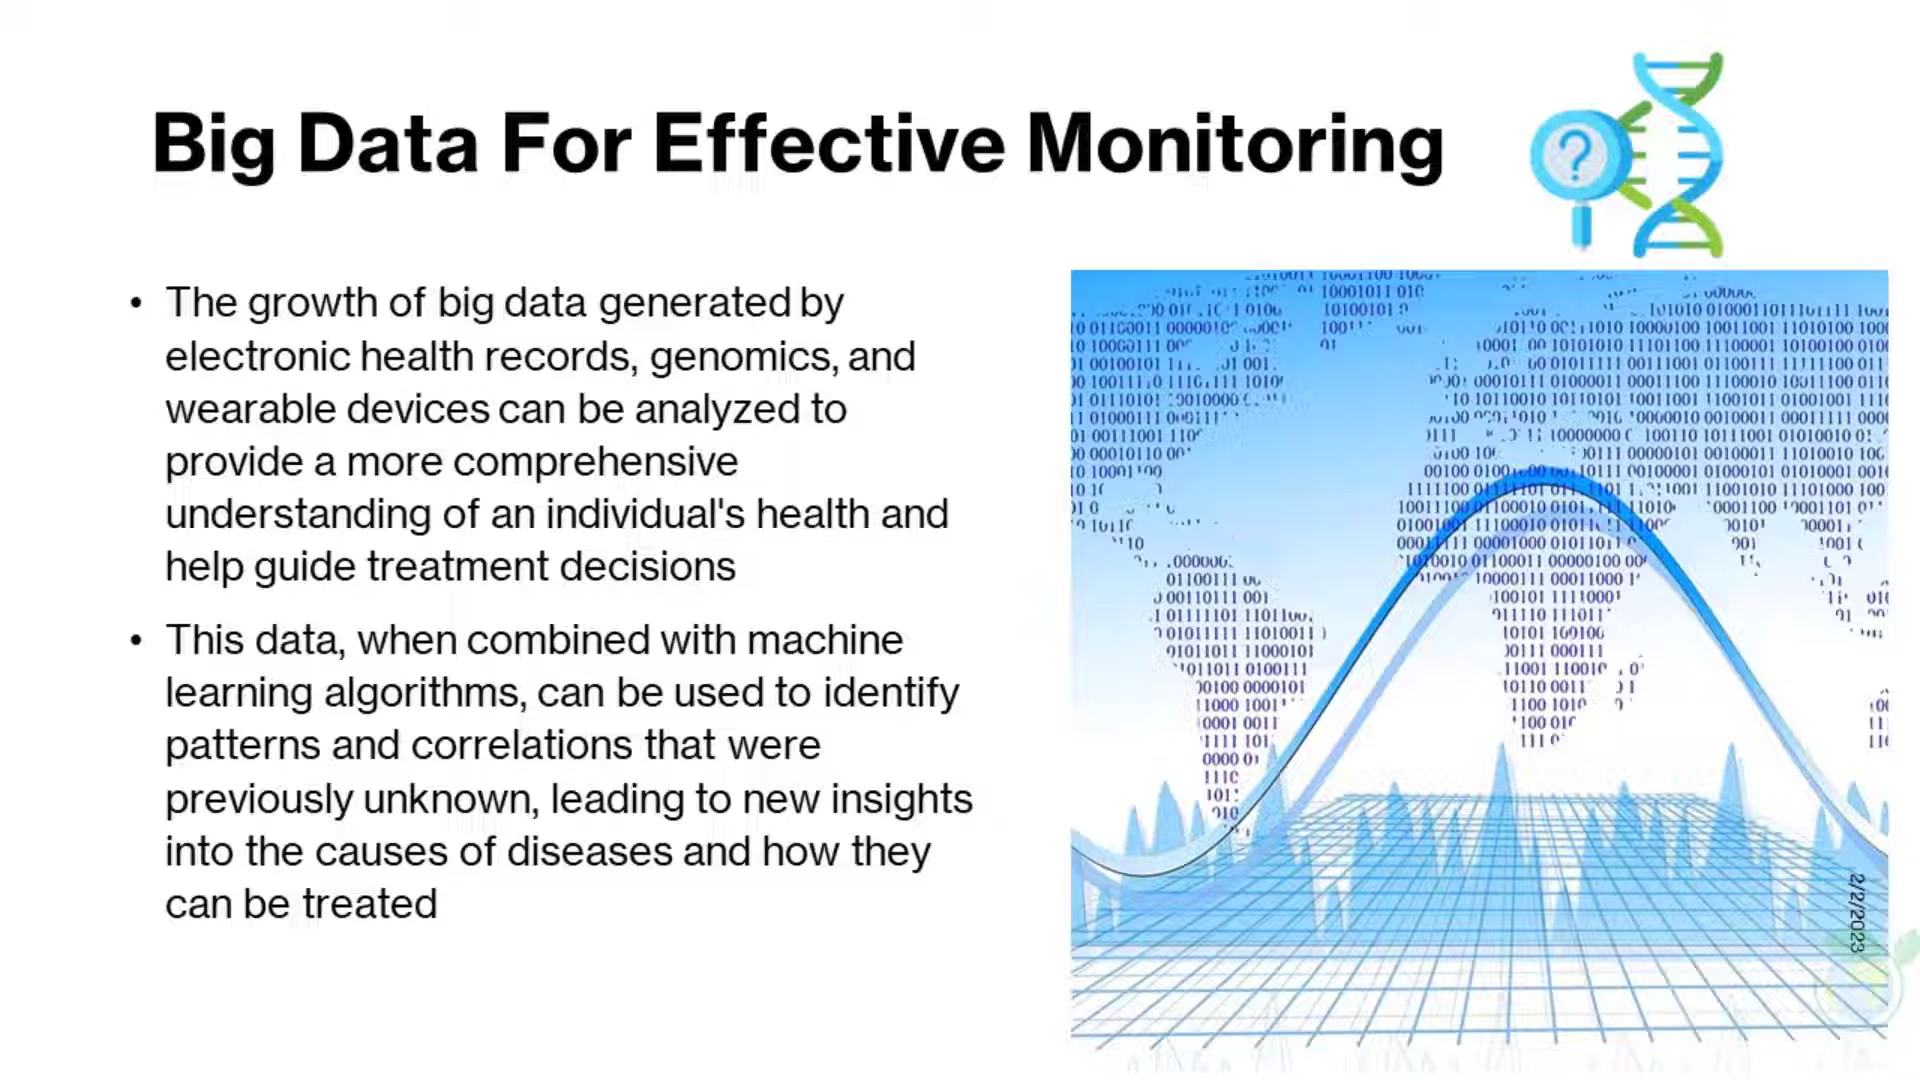 Big Data For Effective Monitoring
?
• The growth of big data generated by
electronic health records, genomics, and
wearable devices can be analyzed to
provide a more comprehensive
understanding of an individual's health and
help guide treatment decisions
• This data, when combined with machine
learning algorithms, can be used to identify
patterns and correlations that were
previously unknown, leading to new insights
into the causes of diseases and how they
can be treated
2/2/2023